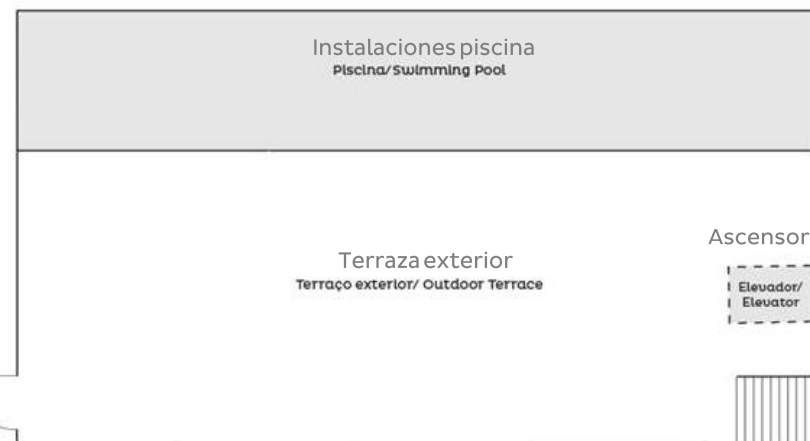 Instalaciones piscina
Piscina/Swimming Pool
Ascensor
Terraza exterior
Terraço exterior/ Outdoor Terrace
Elevador/
Elevator